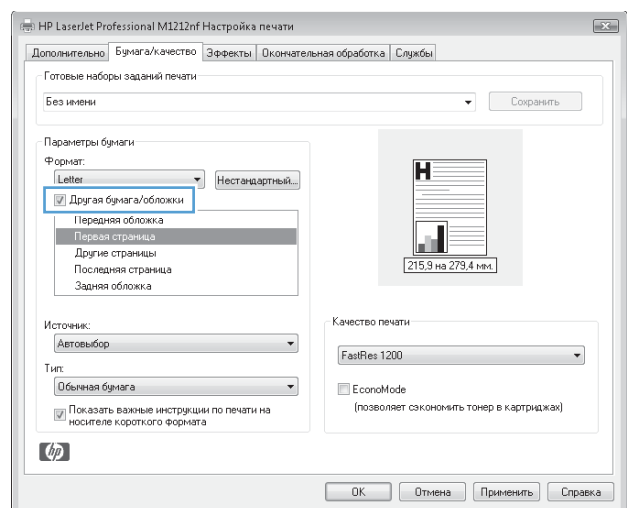 HP LaserJet Professional M1212nf Настройка печати
Дополнительно Бумага/качество Эффекты Окончательная обработка Службы
Готовые наборы заданий печати
Без имени
Сохранить
Параметры бумаги
Формат:
Letter
Нестандартный...
Другая бумага/обложки
Передняя обложка
Первая страница
Другие страницы
Последняя страница
Задняя обложка
H
215,9 на 279,4 мм.
Источник:
Автовыбор
Тип:
Обычная бумага
Показать важные инструкции по печати на
носителе короткого формата
Качество печати
FastRes 1200
EconoMode
(позволяет сэкономить тонер в картриджах)
hp
OK Отмена Применить Справка